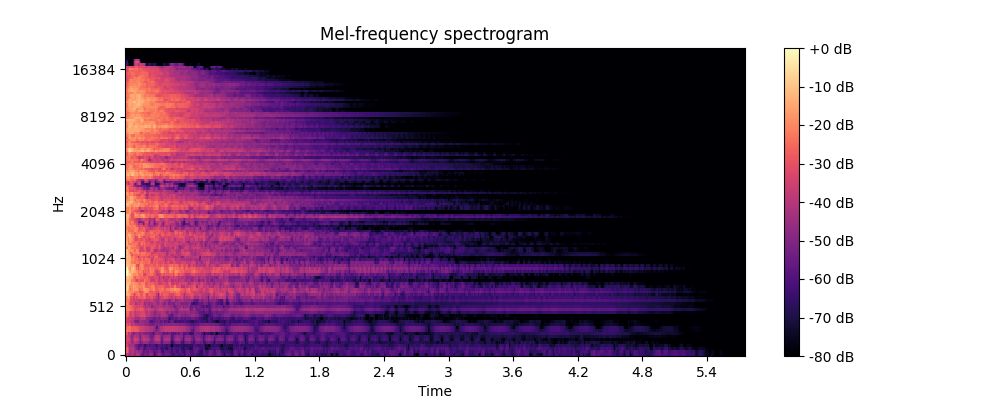 Mel-frequency spectrogram
Hz
16384
8192
4096
2048
1024
512
0
0 0.6 1.2 1.8 2.4 3 3.6 4.2 4.8 5.4
Time
+0 dB
-10 dB
-20 dB
-30 dB
-40 dB
-50 dB
-60 dB
-70 dB
-80 dB